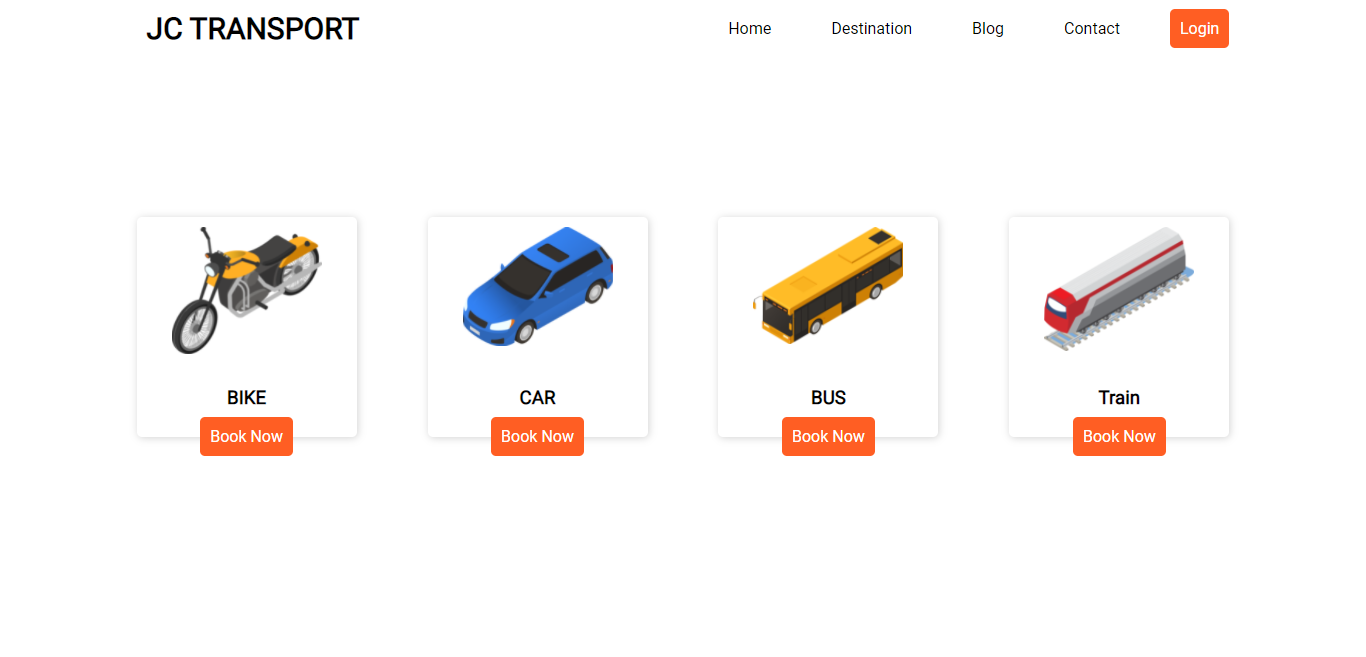 JC TRANSPORT
Home Destination Blog Contact Login
BIKE CAR BUS Train
Book Now Book Now Book Now Book Now